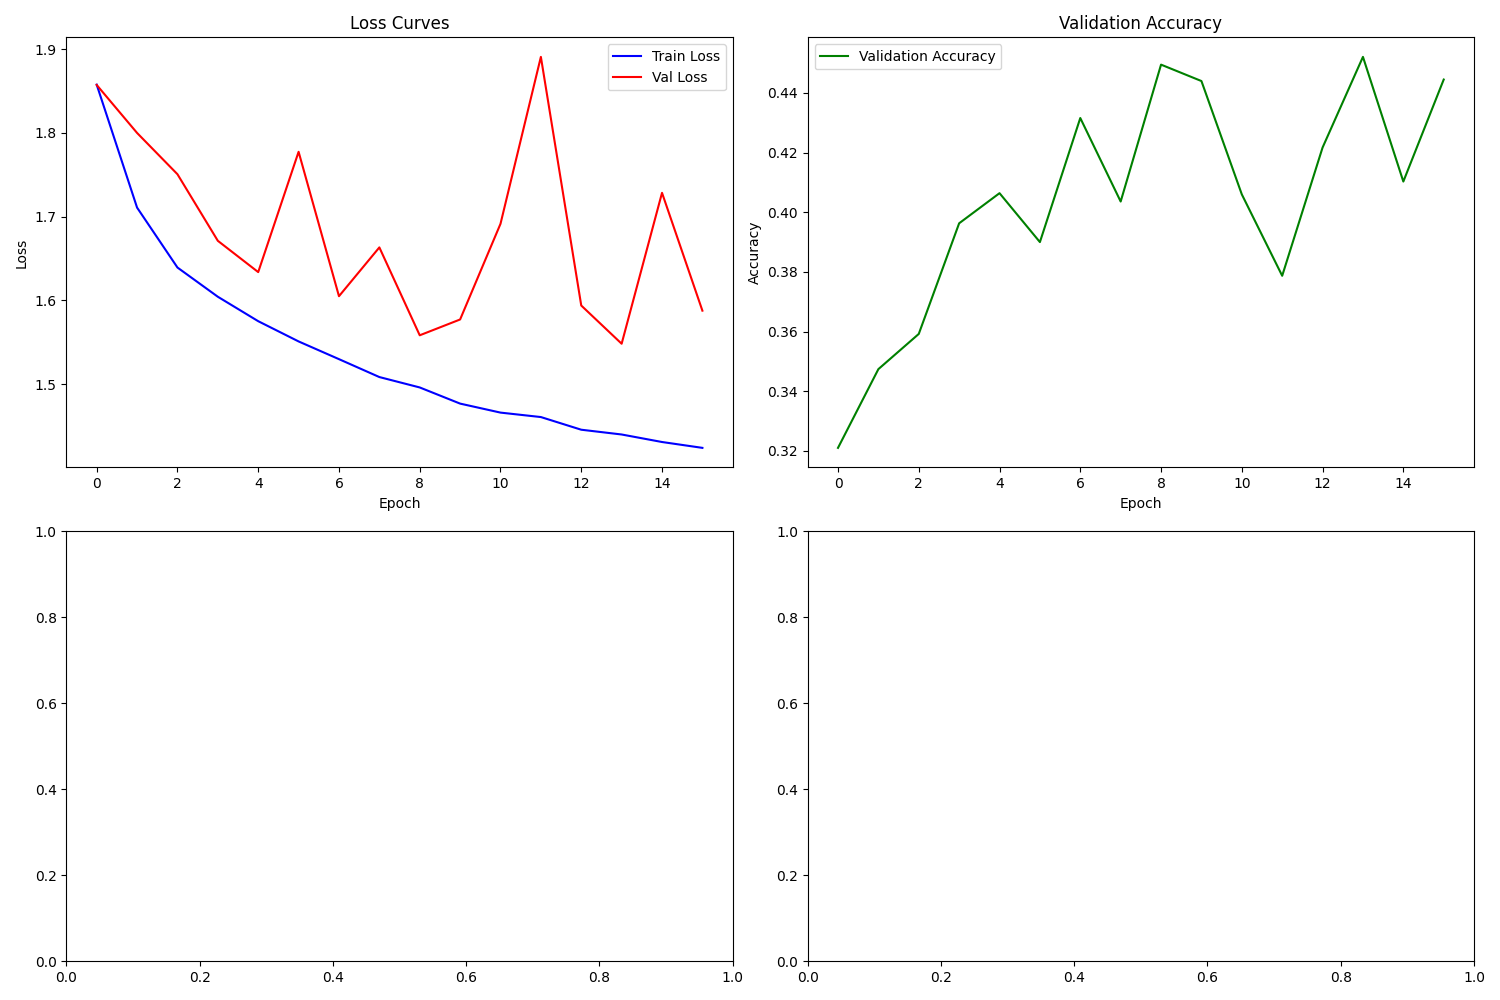 Loss Curves
1.9
1.8
1.7
1.6
1.5
Loss
Train Loss
Val Loss
0 2 4 6 8 10 12 14
Epoch
Validation Accuracy
Validation Accuracy
0.44
0.42
0.40
0.38
0.36
0.34
0.32
Accuracy
0 2 4 6 8 10 12 14
Epoch
1.0
0.8
0.6
0.4
0.2
0.0
0.0 0.2 0.4 0.6 0.8 1.0
1.0
0.8
0.6
0.4
0.2
0.0
0.0 0.2 0.4 0.6 0.8 1.0